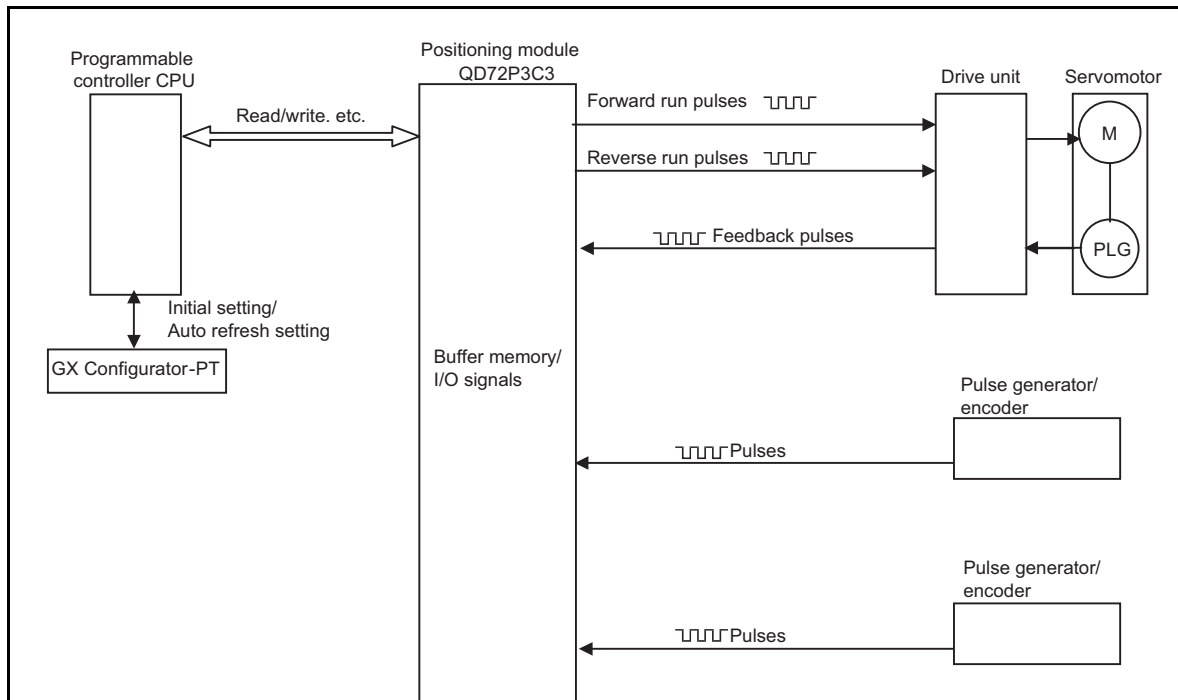 Programmable
controller CPU
Positioning module
QD72P3C3
Drive unit
Servomotor
Read/write. etc.
Forward run pulses
M
Reverse run pulses
Feedback pulses
PLG
Initial setting/
Auto refresh setting
GX Configurator-PT
Buffer memory/
I/O signals
Pulse generator/
encoder
Pulses
Pulse generator/
encoder
Pulses